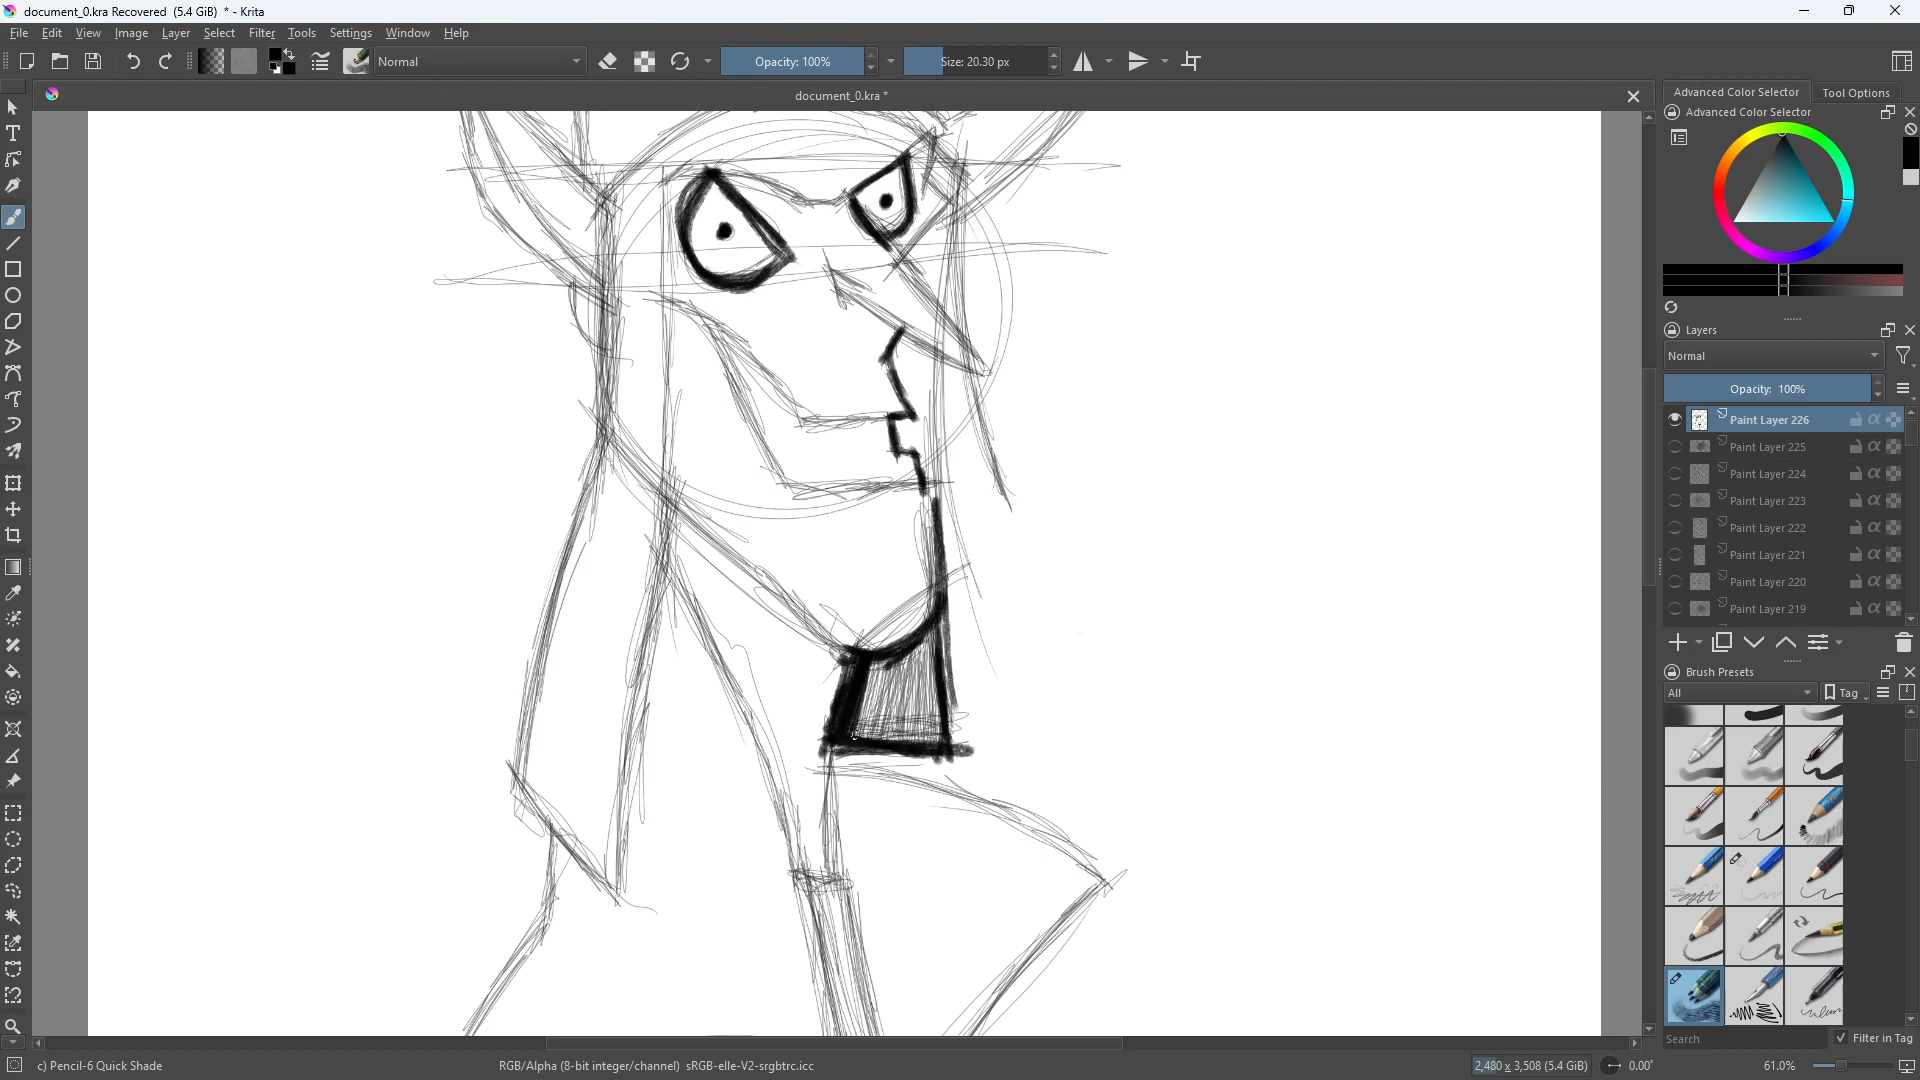 document_0.kra Recovered (5.4 GiB) * - Krita
File Edit View Image Layer Select Filter Tools Settings Window Help
Normal Opacity: 100% Size: 20.30 px
document_0.kra *
Advanced Color Selector Tool Options
Advanced Color Selector
Layers
Normal
Opacity: 100%
Paint Layer 226
Paint Layer 225
Paint Layer 224
Paint Layer 223
Paint Layer 222
Paint Layer 221
Paint Layer 220
Paint Layer 219
Brush Presets
All Tag
Search Filter in Tag
c) Pencil-6 Quick Shade RGB/Alpha (8-bit integer/channel) sRGB-elle-V2-srgbtrc.icc 2,480 x 3,508 (5.4 GiB) 0.00° 61.0%